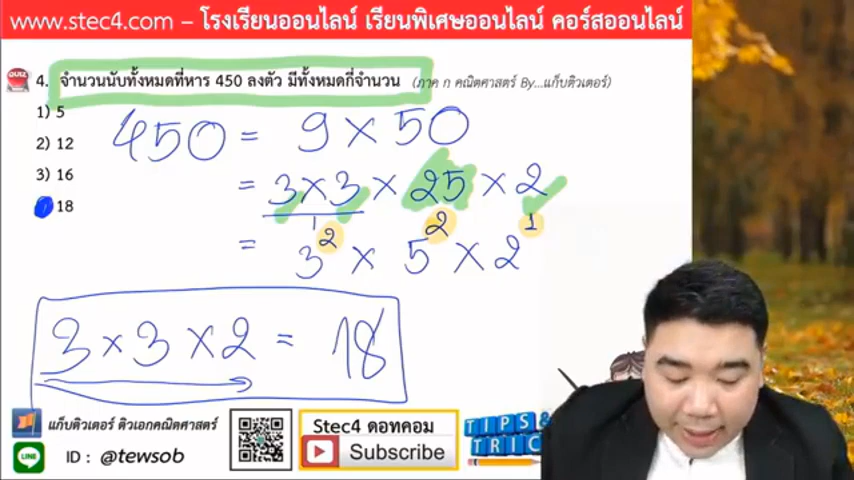 www.stec4.com – โรงเรียนออนไลน์ เรียนพิเศษออนไลน์ คอร์สออนไลน์
QUIZ
4. จำนวนนับทั้งหมดที่หาร 450 ลงตัว มีทั้งหมดกี่จำนวน (ภาค ก คณิตศาสตร์ By...แก็บติวเตอร์)
1) 5
2) 12
3) 16
18
450 = 9 × 50
= 3 × 3 × 25 × 2
= 3² × 5² × 2¹
3 × 3 × 2 = 18
แก็บติวเตอร์ ติวเอกคณิตศาสตร์
LINE ID : @tewsob
Stec4 ดอทคอม
Subscribe
TIPS &
TRIC